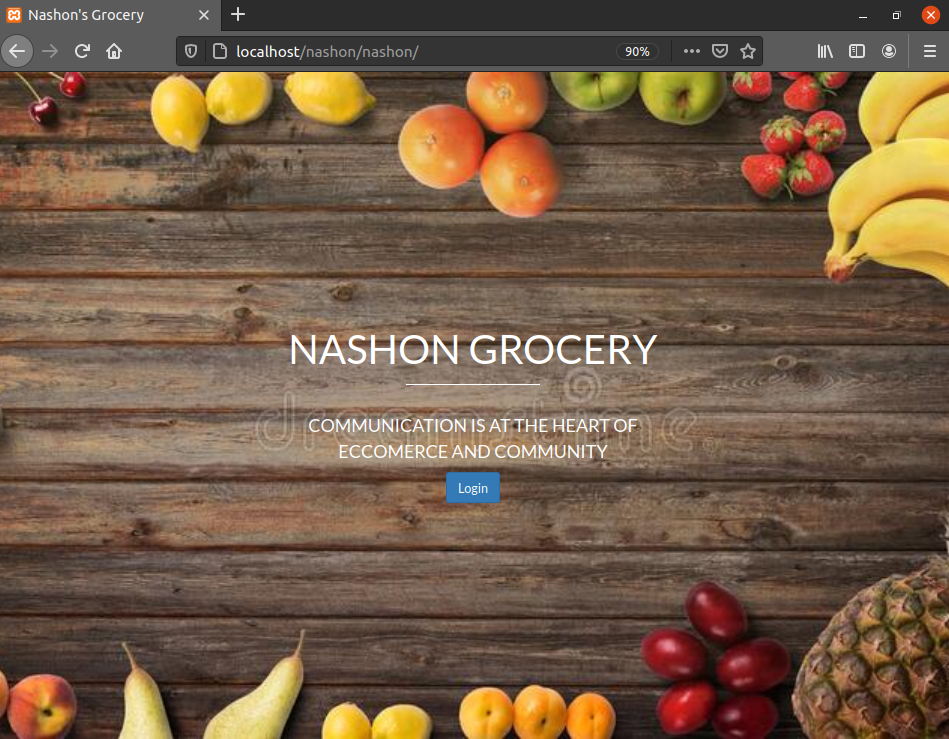 Nashon's Grocery
localhost/nashon/nashon/
90%
NASHON GROCERY
dreamstime
COMMUNICATION IS AT THE HEART OF
ECCOMERCE AND COMMUNITY
Login